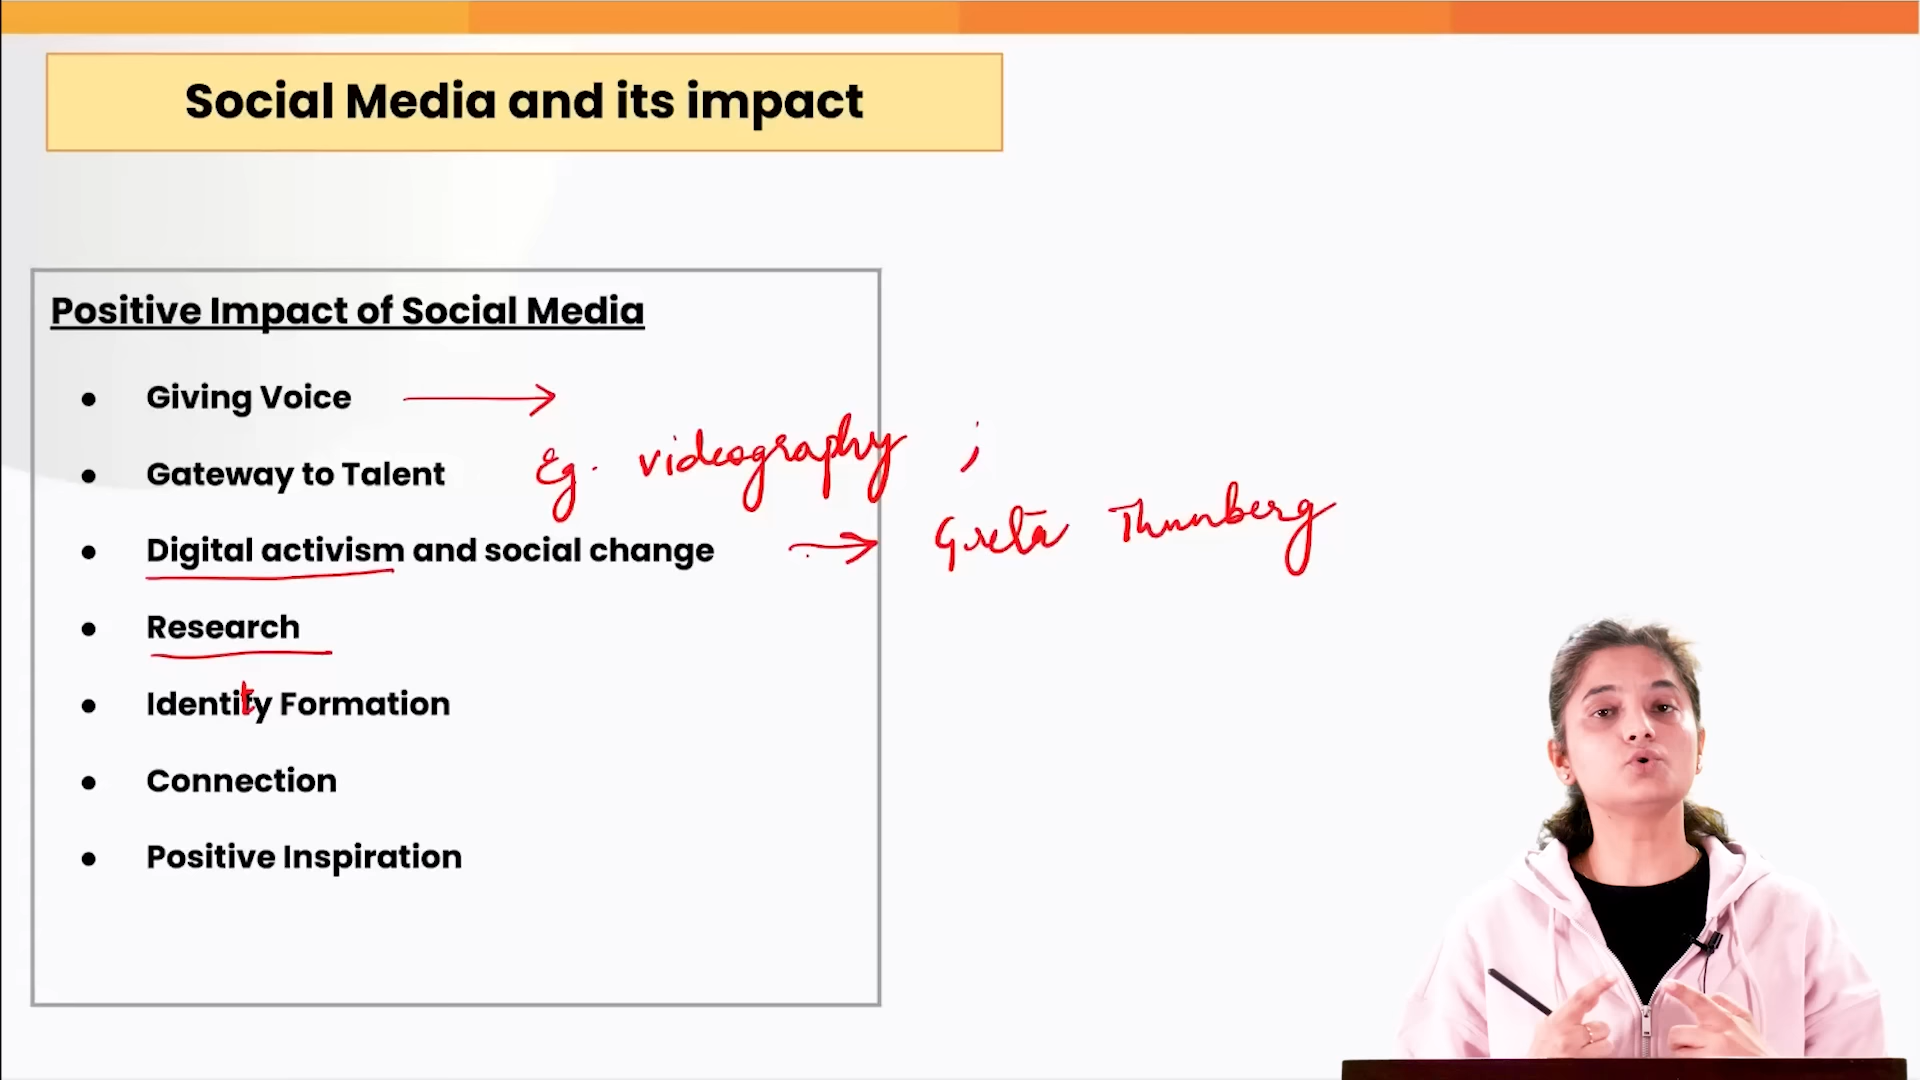 Social Media and its impact
Positive Impact of Social Media
● Giving Voice
● Gateway to Talent Eg. videography ;
● Digital activism and social change → Greta Thunberg
● Research
● Identity Formation
● Connection
● Positive Inspiration